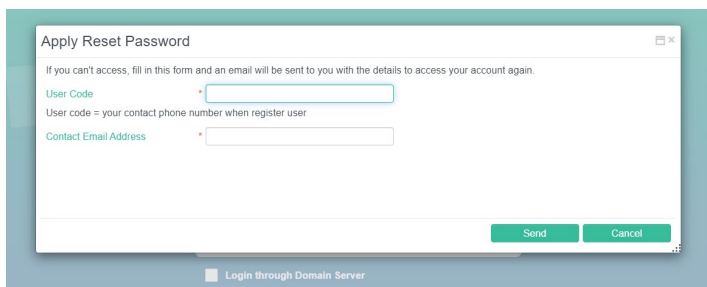 Apply Reset Password
If you can't access, fill in this form and an email will be sent to you with the details to access your account again.
User Code *
User code = your contact phone number when register user
Contact Email Address *
Send Cancel
Login through Domain Server